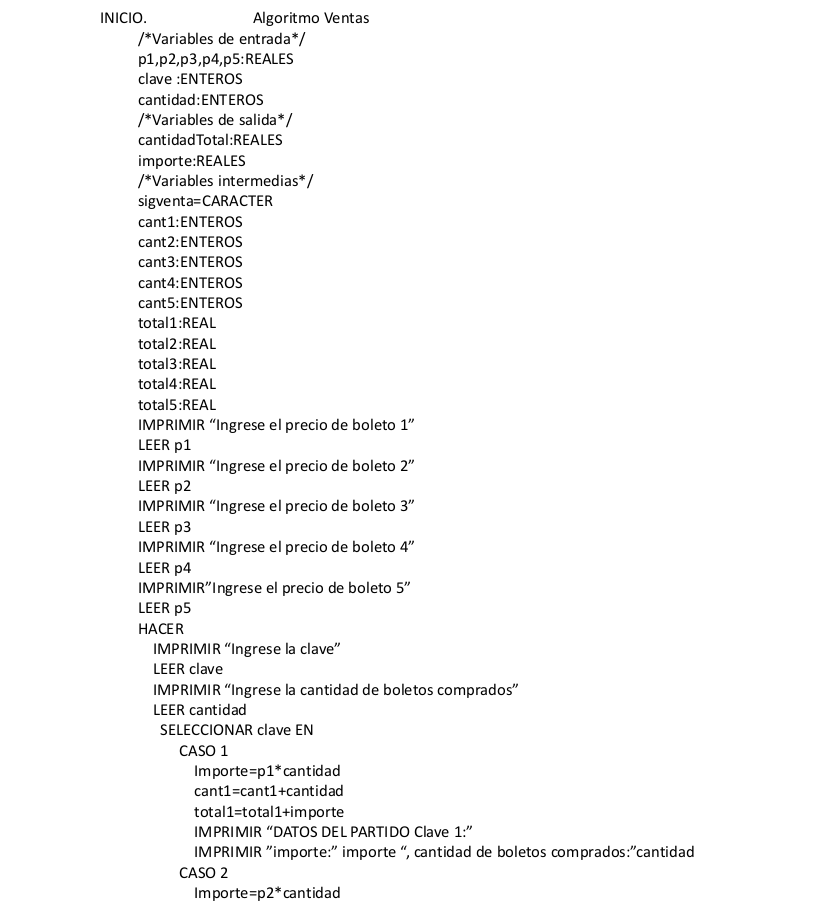 INICIO. Algoritmo Ventas
/*Variables de entrada*/
p1,p2,p3,p4,p5:REALES
clave :ENTEROS
cantidad:ENTEROS
/*Variables de salida*/
cantidadTotal:REALES
importe:REALES
/*Variables intermedias*/
sigventa=CARACTER
cant1:ENTEROS
cant2:ENTEROS
cant3:ENTEROS
cant4:ENTEROS
cant5:ENTEROS
total1:REAL
total2:REAL
total3:REAL
total4:REAL
total5:REAL
IMPRIMIR “Ingrese el precio de boleto 1”
LEER p1
IMPRIMIR “Ingrese el precio de boleto 2”
LEER p2
IMPRIMIR “Ingrese el precio de boleto 3”
LEER p3
IMPRIMIR “Ingrese el precio de boleto 4”
LEER p4
IMPRIMIR”Ingrese el precio de boleto 5”
LEER p5
HACER
IMPRIMIR “Ingrese la clave”
LEER clave
IMPRIMIR “Ingrese la cantidad de boletos comprados”
LEER cantidad
SELECCIONAR clave EN
CASO 1
Importe=p1*cantidad
cant1=cant1+cantidad
total1=total1+importe
IMPRIMIR “DATOS DEL PARTIDO Clave 1:”
IMPRIMIR ”importe:” importe “, cantidad de boletos comprados:”cantidad
CASO 2
Importe=p2*cantidad